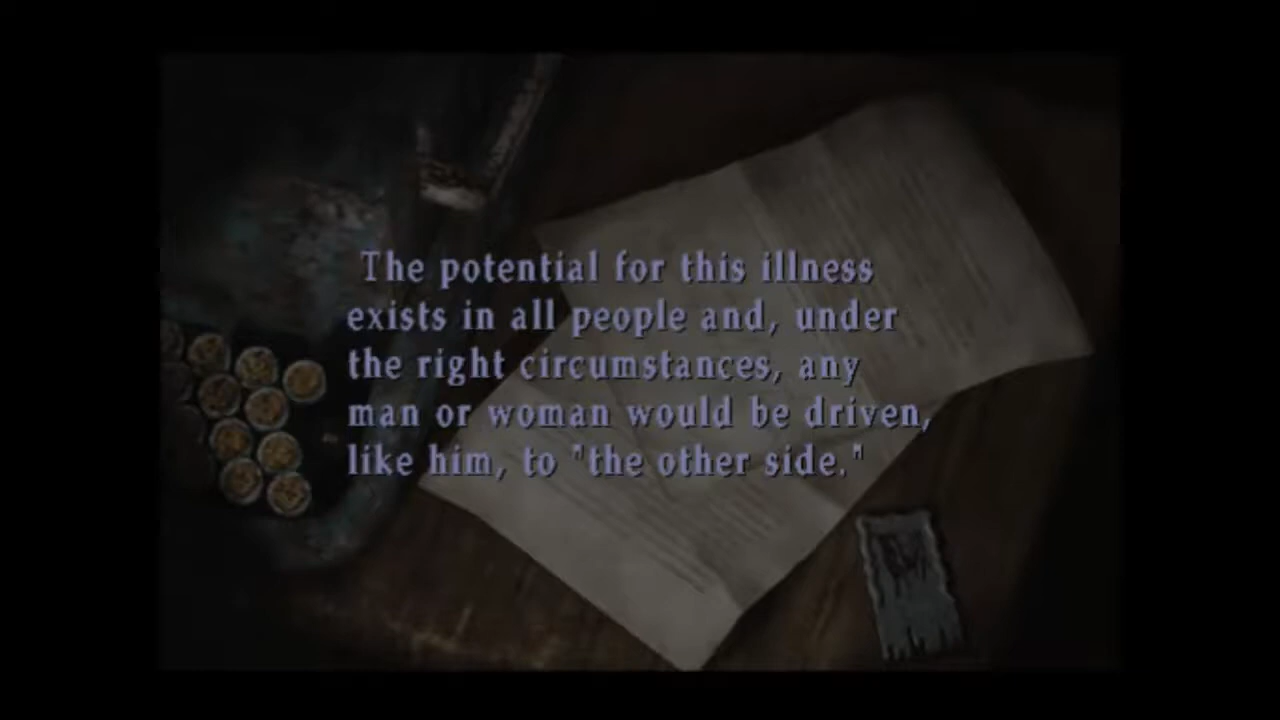 The potential for this illness
exists in all people and, under
the right circumstances, any
man or woman would be driven,
like him, to "the other side."